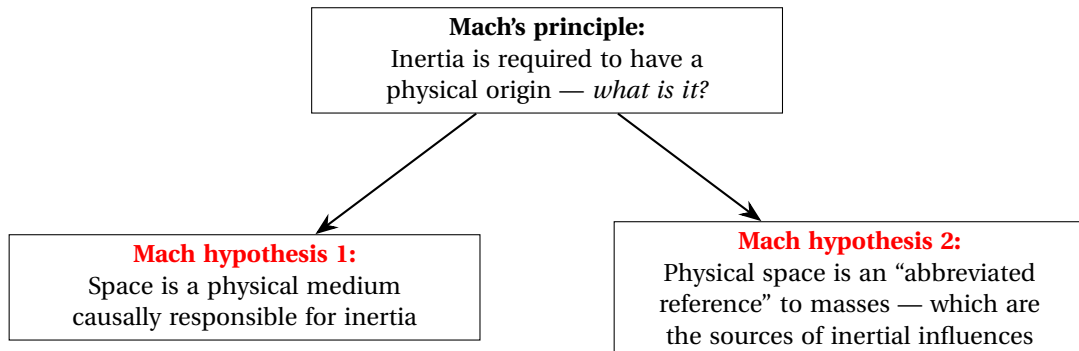 Mach's principle:
Inertia is required to have a
physical origin — what is it?
Mach hypothesis 1:
Space is a physical medium
causally responsible for inertia
Mach hypothesis 2:
Physical space is an “abbreviated
reference” to masses — which are
the sources of inertial influences